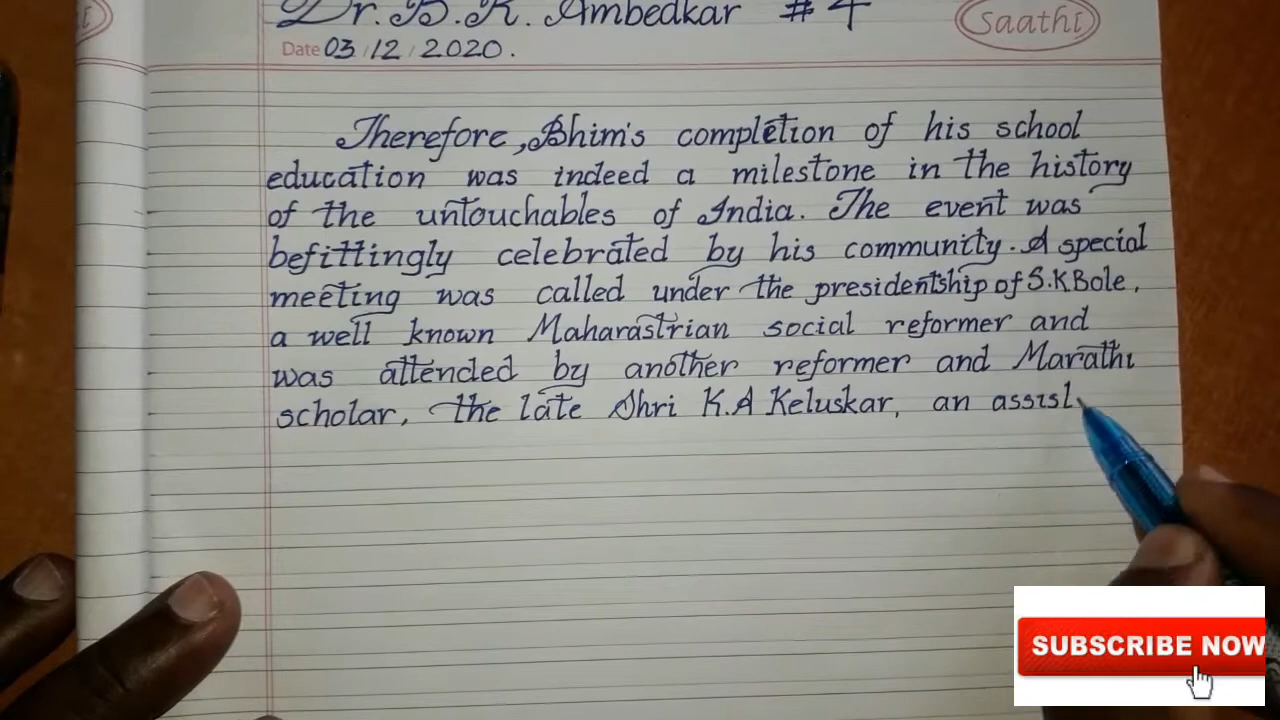 Dr. B.R. Ambedkar #4
Saathi
Date 03/12/2020.
Therefore, Bhim's completion of his school
education was indeed a milestone in the history
of the untouchables of India. The event was
befittingly celebrated by his community. A special
meeting was called under the presidentship of S.K Bole,
a well known Maharastrian social reformer and
was attended by another reformer and Marathi
scholar, the late Shri K.A Keluskar, an assist
SUBSCRIBE NOW